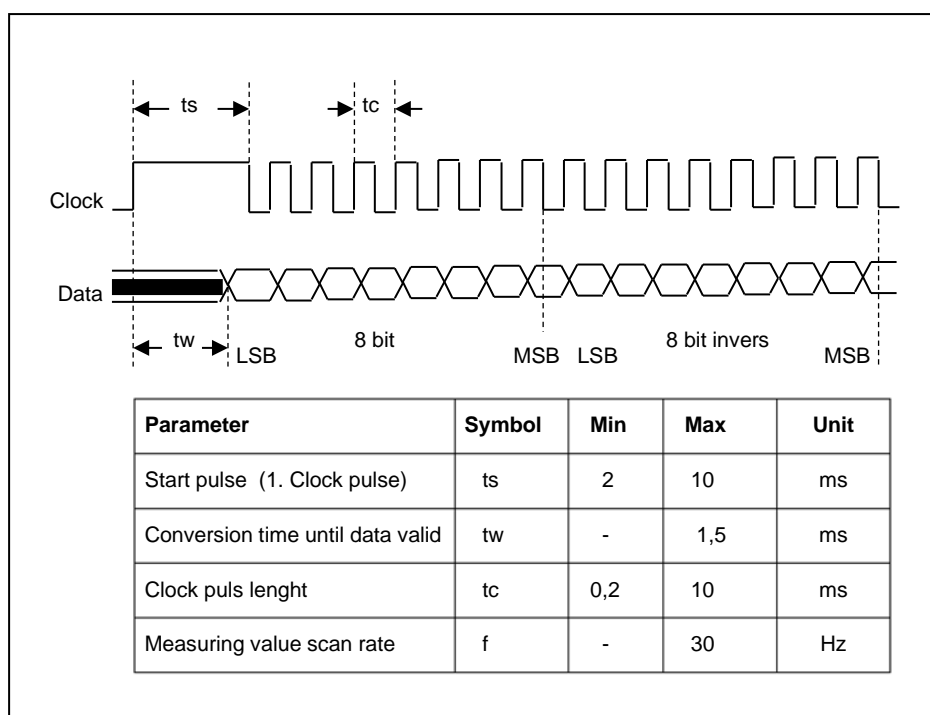 ts tc
Clock
Data
tw LSB 8 bit MSB LSB 8 bit invers MSB
Parameter Symbol Min Max Unit
Start pulse (1. Clock pulse) ts 2 10 ms
Conversion time until data valid tw - 1,5 ms
Clock puls lenght tc 0,2 10 ms
Measuring value scan rate f - 30 Hz